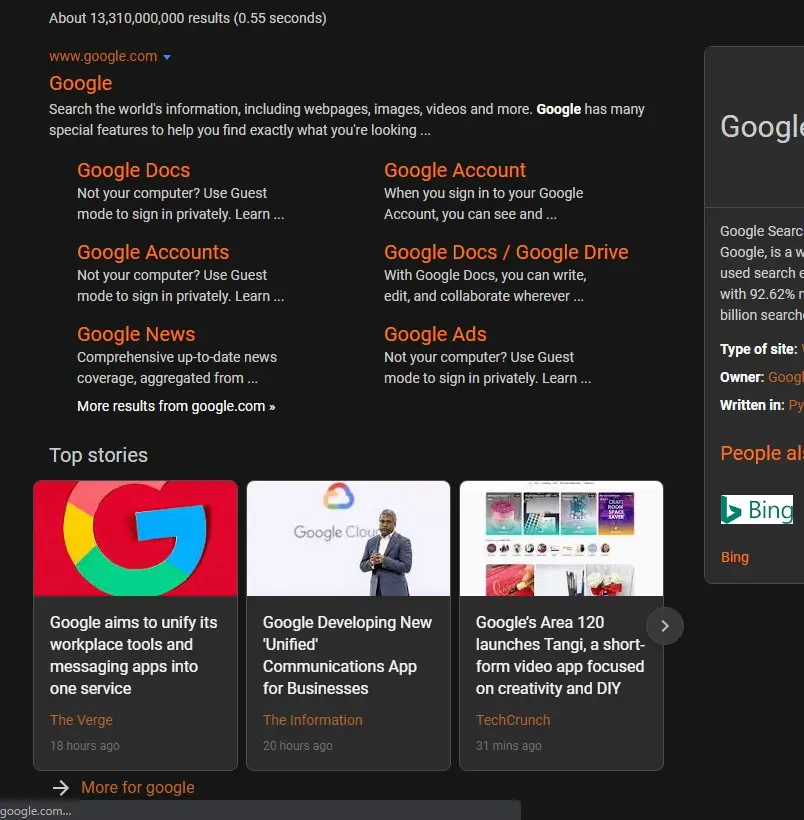 About 13,310,000,000 results (0.55 seconds)
www.google.com
Google
Search the world's information, including webpages, images, videos and more. Google has many
special features to help you find exactly what you're looking ...
Google Docs
Not your computer? Use Guest
mode to sign in privately. Learn ...
Google Account
When you sign in to your Google
Account, you can see and ...
Google Accounts
Not your computer? Use Guest
mode to sign in privately. Learn ...
Google Docs / Google Drive
With Google Docs, you can write,
edit, and collaborate wherever ...
Google News
Comprehensive up-to-date news
coverage, aggregated from ...
Google Ads
Not your computer? Use Guest
mode to sign in privately. Learn ...
More results from google.com »
Top stories
Google Cloud
CRAFT
ROOM
SPACE
SAVER
Google aims to unify its
workplace tools and
messaging apps into
one service
The Verge
18 hours ago
Google Developing New
'Unified'
Communications App
for Businesses
The Information
20 hours ago
Google's Area 120
launches Tangi, a short-
form video app focused
on creativity and DIY
TechCrunch
31 mins ago
More for google
google.com...
Google
Google Searc
Google, is a w
used search e
with 92.62% m
billion searche
Type of site:
Owner: Googl
Written in: Py
People als
Bing
Bing